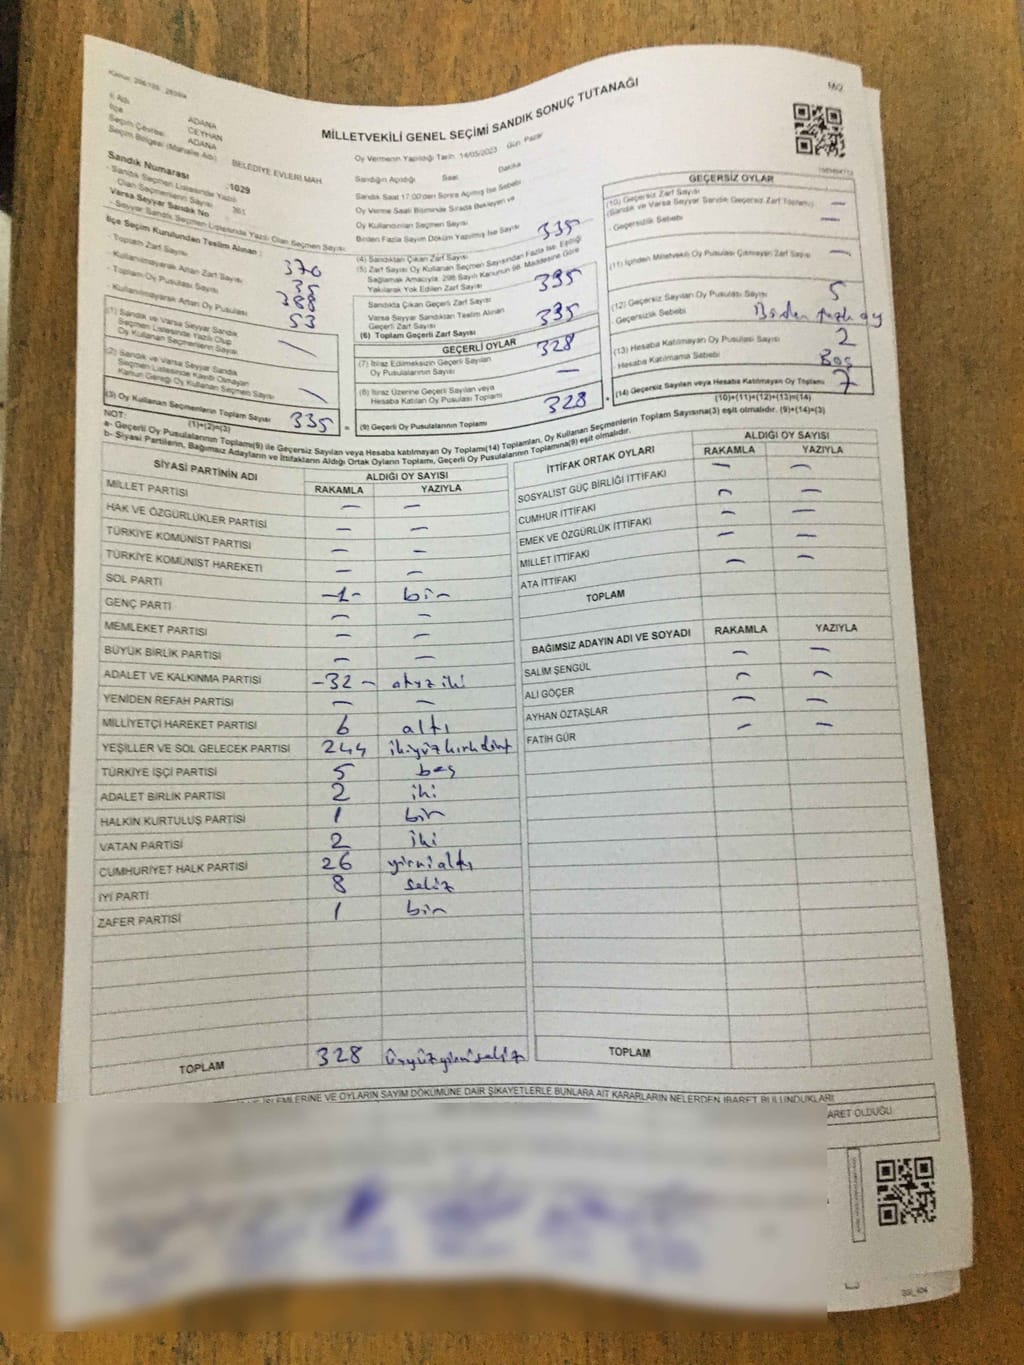 MV2
MİLLETVEKİLİ GENEL SEÇİMİ SANDIK SONUÇ TUTANAĞI
İl Adı ADANA
İlçe CEYHAN
Seçim Çevresi ADANA
Seçim Bölgesi (Mahalle Adı) BELEDİYE EVLERİ MAH
Sandık Numarası :1029
- Sandık Seçmen Listesinde Yazılı
Olan Seçmenlerin Sayısı : 361
Varsa Seyyar Sandık No :
- Seyyar Sandık Seçmen Listesinde Yazılı Olan Seçmen Sayısı
İlçe Seçim Kurulundan Teslim Alınan :
- Toplam Zarf Sayısı 370
- Kullanılmayarak Artan Zarf Sayısı 35
- Toplam Oy Pusulası Sayısı 388
- Kullanılmayarak Artan Oy Pusulası 53
(1) Sandık ve Varsa Seyyar Sandık
Seçmen Listesinde Yazılı Olup
Oy Kullanan Seçmenlerin Sayısı
(2) Sandık ve Varsa Seyyar Sandık
Seçmen Listesinde Kaydı Olmayan
Kanun Gereği Oy Kullanan Seçmen Sayısı
(3) Oy Kullanan Seçmenlerin Toplam Sayısı 335
(1)+(2)=(3)
Oy Vermenin Yapıldığı Tarih: 14/05/2023 Gün: Pazar
Sandığın Açıldığı Saat Dakika
Sandık Saat 17:00'den Sonra Açılmış İse Sebebi
Oy Verme Saati Bitiminde Sırada Bekleyen ve
Oy Kullandırılan Seçmen Sayısı
Birden Fazla Sayım Döküm Yapılmış İse Sayısı
(4) Sandıktan Çıkan Zarf Sayısı 335
(5) Zarf Sayısı Oy Kullanan Seçmen Sayısından Fazla İse, Eşitliği
Sağlamak Amacıyla, 298 Sayılı Kanunun 98. Maddesine Göre
Yakılarak Yok Edilen Zarf Sayısı
Sandıkta Çıkan Geçerli Zarf Sayısı 335
Varsa Seyyar Sandıktan Teslim Alınan
Geçerli Zarf Sayısı
(6) Toplam Geçerli Zarf Sayısı 335
GEÇERLİ OYLAR
(7) İtiraz Edilmeksizin Geçerli Sayılan
Oy Pusulalarının Sayısı 328
(8) İtiraz Üzerine Geçerli Sayılan veya
Hesaba Katılan Oy Pusulası Toplamı —
(9) Geçerli Oy Pusulalarının Toplamı 328
GEÇERSİZ OYLAR
(10) Geçersiz Zarf Sayısı —
(Sandık ve Varsa Seyyar Sandık Geçersiz Zarf Toplamı)
- Geçersizlik Sebebi —
(11) İçinden Milletvekili Oy Pusulası Çıkmayan Zarf Sayısı —
(12) Geçersiz Sayılan Oy Pusulası Sayısı 5
Geçersizlik Sebebi Birden fazla oy
(13) Hesaba Katılmayan Oy Pusulası Sayısı 2
Hesaba Katılmama Sebebi Boş
(14) Geçersiz Sayılan veya Hesaba Katılmayan Oy Toplamı 7
(10)+(11)+(12)+(13)=(14)
NOT:
a- Geçerli Oy Pusulalarının Toplamı(9) ile Geçersiz Sayılan veya Hesaba katılmayan Oy Toplamı(14) Toplamları, Oy Kullanan Seçmenlerin Toplam Sayısına(3) eşit olmalıdır. (9)+(14)=(3)
b- Siyasi Partilerin, Bağımsız Adayların ve İttifakların Aldığı Ortak Oyların Toplamı, Geçerli Oy Pusulalarının Toplamına(9) eşit olmalıdır.
SİYASİ PARTİNİN ADI ALDIĞI OY SAYISI
RAKAMLA YAZIYLA
MİLLET PARTİSİ — —
HAK VE ÖZGÜRLÜKLER PARTİSİ — —
TÜRKİYE KOMÜNİST PARTİSİ — —
TÜRKİYE KOMÜNİST HAREKETİ — —
SOL PARTİ -1- bir
GENÇ PARTİ — —
MEMLEKET PARTİSİ — —
BÜYÜK BİRLİK PARTİSİ — —
ADALET VE KALKINMA PARTİSİ -32- otuz iki
YENİDEN REFAH PARTİSİ — —
MİLLİYETÇİ HAREKET PARTİSİ 6 altı
YEŞİLLER VE SOL GELECEK PARTİSİ 244 ikiyüz kırk dört
TÜRKİYE İŞÇİ PARTİSİ 5 beş
ADALET BİRLİK PARTİSİ 2 iki
HALKIN KURTULUŞ PARTİSİ 1 bir
VATAN PARTİSİ 2 iki
CUMHURİYET HALK PARTİSİ 26 yirmi altı
İYİ PARTİ 8 sekiz
ZAFER PARTİSİ 1 bir
TOPLAM 328 üçyüz yirmi sekiz
İTTİFAK ORTAK OYLARI ALDIĞI OY SAYISI
RAKAMLA YAZIYLA
SOSYALİST GÜÇ BİRLİĞİ İTTİFAKI — —
CUMHUR İTTİFAKI — —
EMEK VE ÖZGÜRLÜK İTTİFAKI — —
MİLLET İTTİFAKI — —
ATA İTTİFAKI — —
TOPLAM
BAĞIMSIZ ADAYIN ADI VE SOYADI RAKAMLA YAZIYLA
SALİM ŞENGÜL — —
ALİ GÖÇER — —
AYHAN ÖZTAŞLAR — —
FATİH GÜR — —
TOPLAM
İŞLEMLERİNE VE OYLARIN SAYIM DÖKÜMÜNE DAİR ŞİKAYETLERLE BUNLARA AİT KARARLARIN NELERDEN İBARET BULUNDUKLARI
ARET OLDUĞU